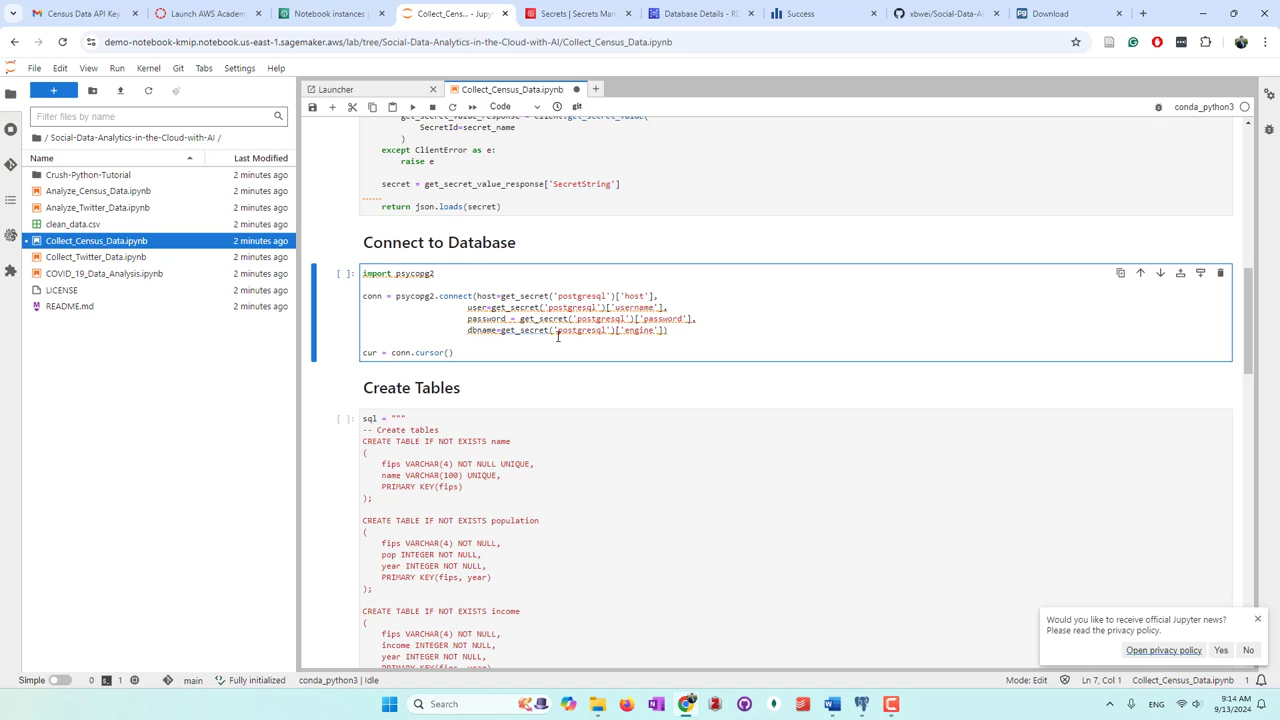 Gmail - Census API Key
Launch AWS Academy
Notebook instances
Collect_Cens... - Jupyter
Secrets | Secrets Man
Database Details - RD
Success
xbwei/Social-Data-An
Download
demo-notebook-kmip.notebook.us-east-1.sagemaker.aws/lab/tree/Social-Data-Analytics-in-the-Cloud-with-AI/Collect_Census_Data.ipynb
File Edit View Run Kernel Git Tabs Settings Help
Launcher
Collect_Census_Data.ipynb
Code
git
conda_python3
Filter files by name
/ Social-Data-Analytics-in-the-Cloud-with-AI /
Name Last Modified
Crush-Python-Tutorial 2 minutes ago
Analyze_Census_Data.ipynb 2 minutes ago
Analyze_Twitter_Data.ipynb 2 minutes ago
clean_data.csv 2 minutes ago
Collect_Census_Data.ipynb 2 minutes ago
Collect_Twitter_Data.ipynb 2 minutes ago
COVID_19_Data_Analysis.ipynb 2 minutes ago
LICENSE 2 minutes ago
README.md 2 minutes ago
get_secret_value_response = client.get_secret_value(
SecretId=secret_name
)
except ClientError as e:
raise e
secret = get_secret_value_response['SecretString']
return json.loads(secret)
Connect to Database
[ ]:
import psycopg2
conn = psycopg2.connect(host=get_secret('postgresql')['host'],
user=get_secret('postgresql')['username'],
password = get_secret('postgresql')['password'],
dbname=get_secret('postgresql')['engine'])
cur = conn.cursor()
Create Tables
[ ]:
sql = """
-- Create tables
CREATE TABLE IF NOT EXISTS name
(
fips VARCHAR(4) NOT NULL UNIQUE,
name VARCHAR(100) UNIQUE,
PRIMARY KEY(fips)
);
CREATE TABLE IF NOT EXISTS population
(
fips VARCHAR(4) NOT NULL,
pop INTEGER NOT NULL,
year INTEGER NOT NULL,
PRIMARY KEY(fips, year)
);
CREATE TABLE IF NOT EXISTS income
(
fips VARCHAR(4) NOT NULL,
income INTEGER NOT NULL,
year INTEGER NOT NULL,
PRIMARY KEY(fips, year)
Would you like to receive official Jupyter news?
Please read the privacy policy.
Open privacy policy Yes No
Simple 0 1 main Fully initialized conda_python3 | Idle Mode: Edit Ln 7, Col 1 Collect_Census_Data.ipynb 1
Search
ENG
9:14 AM
9/13/2024